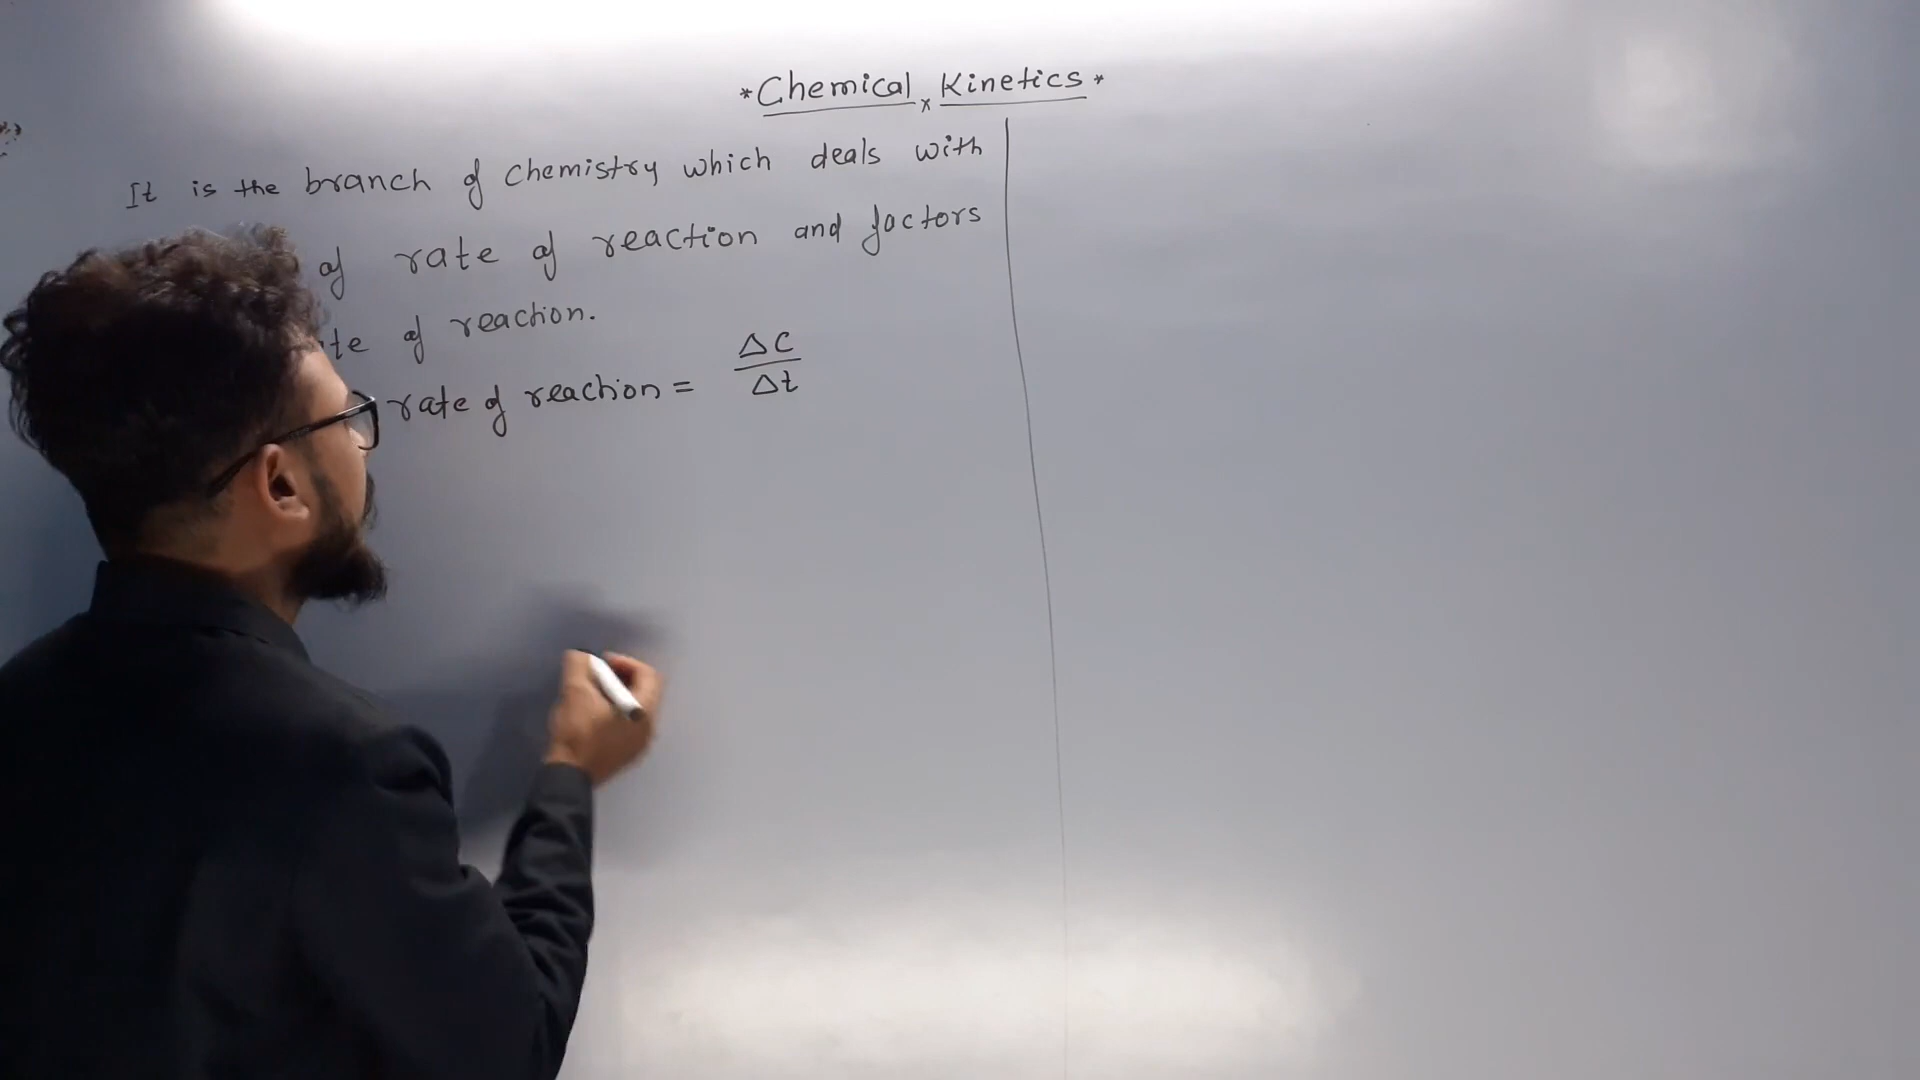 *Chemical x Kinetics*
It is the branch of chemistry which deals with
of rate of reaction and factors
of reaction.
rate of reaction = ΔC/Δt